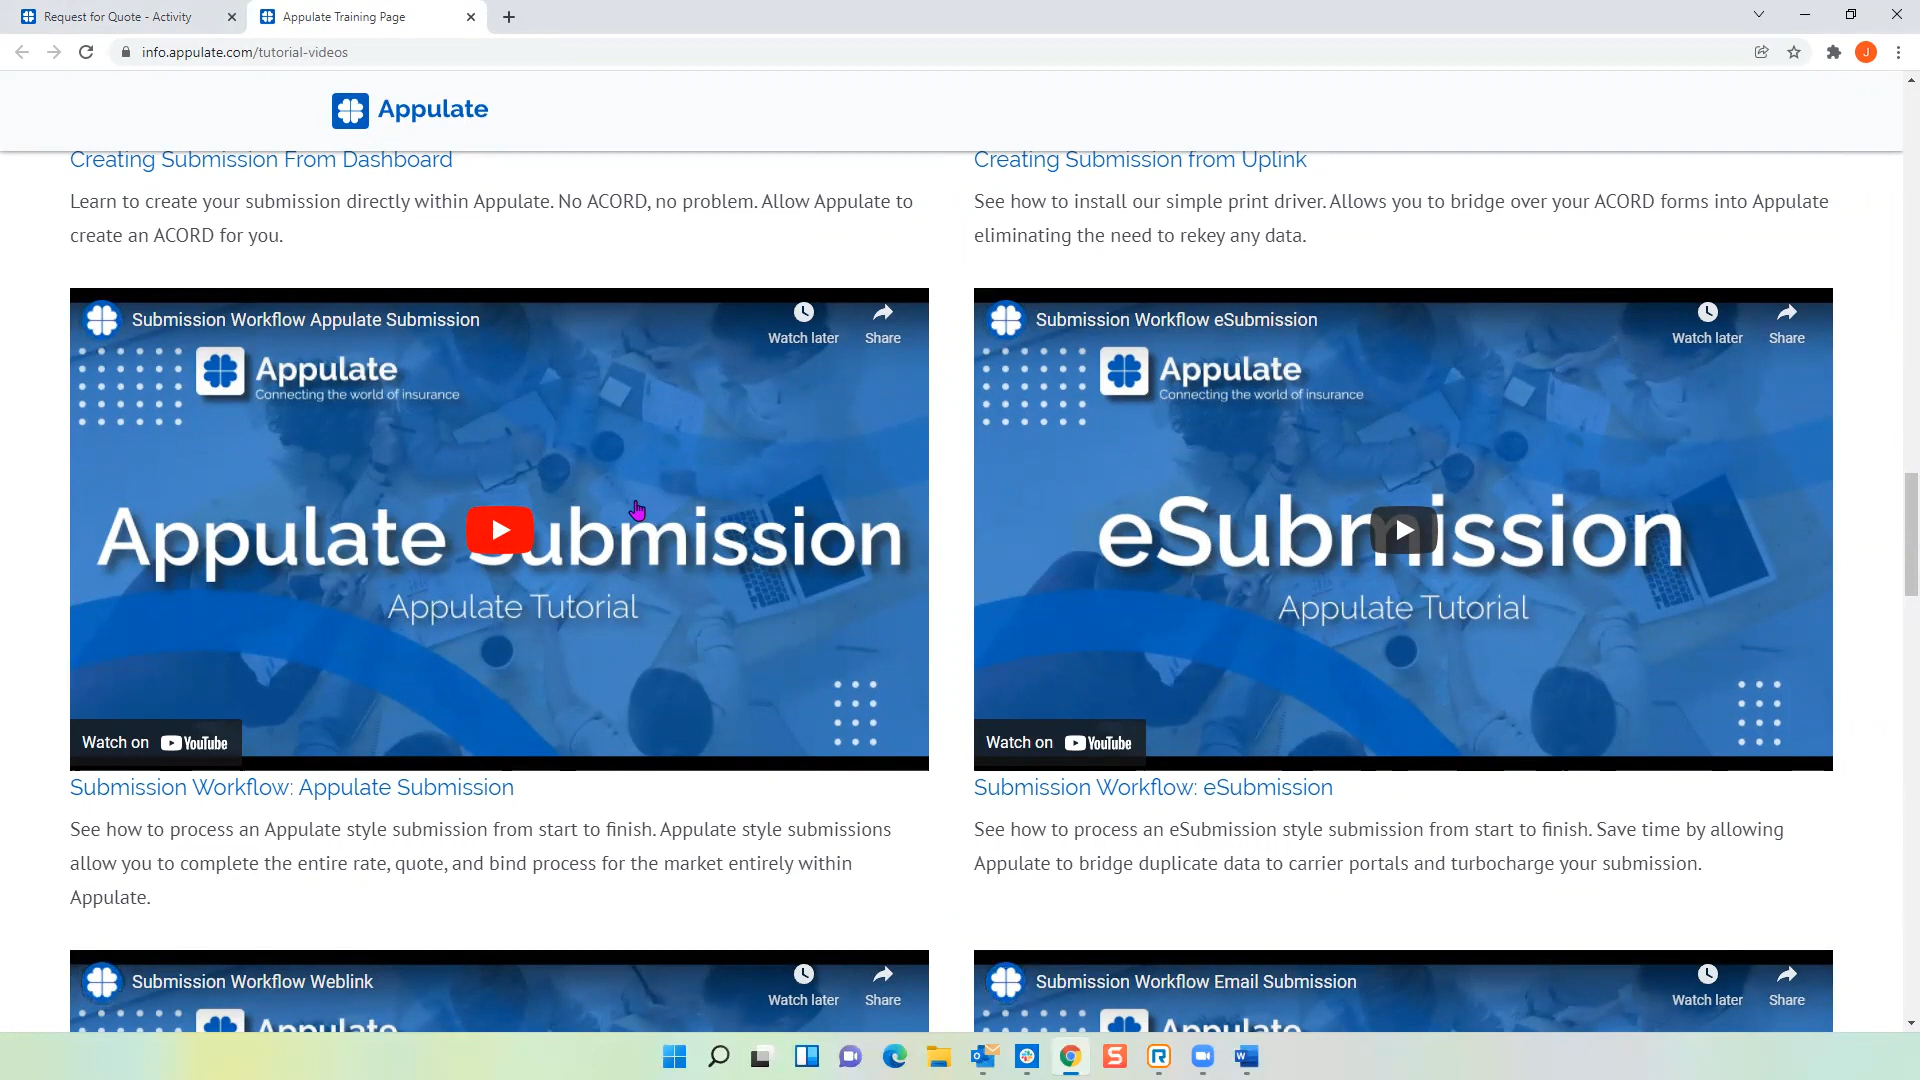 Request for Quote - Activity
Appulate Training Page
info.appulate.com/tutorial-videos
J
Appulate
Creating Submission From Dashboard
Learn to create your submission directly within Appulate. No ACORD, no problem. Allow Appulate to
create an ACORD for you.
Creating Submission from Uplink
See how to install our simple print driver. Allows you to bridge over your ACORD forms into Appulate
eliminating the need to rekey any data.
Submission Workflow Appulate Submission
Watch later
Share
Appulate
Connecting the world of insurance
Appulate Submission
Appulate Tutorial
Watch on YouTube
Submission Workflow eSubmission
Watch later
Share
Appulate
Connecting the world of insurance
eSubmission
Appulate Tutorial
Watch on YouTube
Submission Workflow: Appulate Submission
See how to process an Appulate style submission from start to finish. Appulate style submissions
allow you to complete the entire rate, quote, and bind process for the market entirely within
Appulate.
Submission Workflow: eSubmission
See how to process an eSubmission style submission from start to finish. Save time by allowing
Appulate to bridge duplicate data to carrier portals and turbocharge your submission.
Submission Workflow Weblink
Watch later
Share
Appulate
Submission Workflow Email Submission
Watch later
Share
Appulate